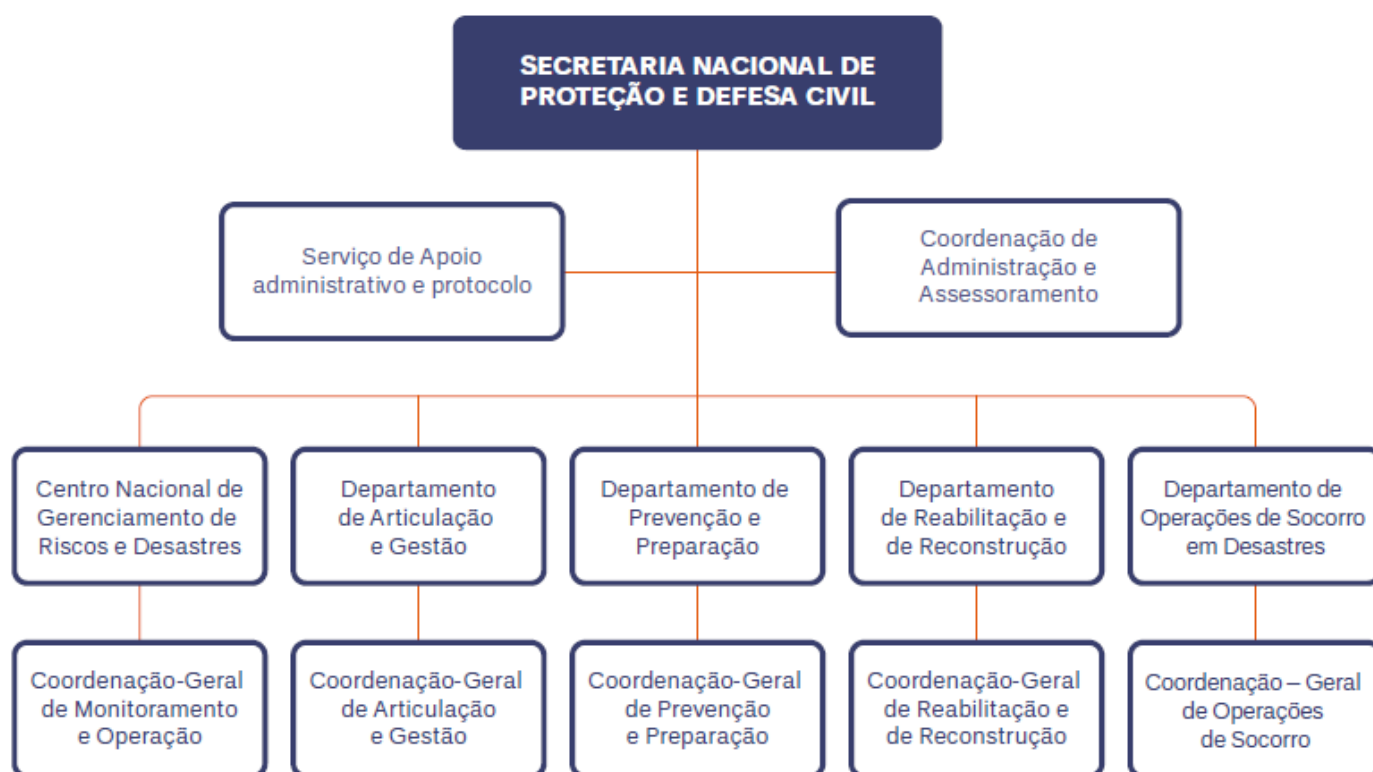 SECRETARIA NACIONAL DE
PROTEÇÃO E DEFESA CIVIL
Serviço de Apoio
administrativo e protocolo
Coordenação de
Administração e
Assessoramento
Centro Nacional de
Gerenciamento de
Riscos e Desastres
Departamento
de Articulação
e Gestão
Departamento de
Prevenção e
Preparação
Departamento
de Reabilitação e
de Reconstrução
Departamento de
Operações de Socorro
em Desastres
Coordenação-Geral
de Monitoramento
e Operação
Coordenação-Geral
de Articulação
e Gestão
Coordenação-Geral
de Prevenção
e Preparação
Coordenação-Geral
de Reabilitação e
de Reconstrução
Coordenação – Geral
de Operações
de Socorro